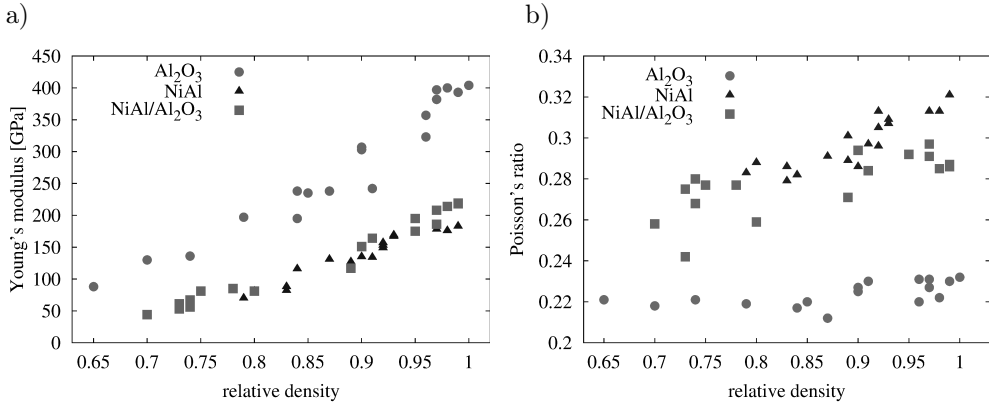 a)
450
400
350
300
250
200
150
100
50
0
Young's modulus [GPa]
Al₂O₃
NiAl
NiAl/Al₂O₃
0.65 0.7 0.75 0.8 0.85 0.9 0.95 1
relative density
b)
0.34
0.32
0.3
0.28
0.26
0.24
0.22
0.2
Poisson's ratio
Al₂O₃
NiAl
NiAl/Al₂O₃
0.65 0.7 0.75 0.8 0.85 0.9 0.95 1
relative density